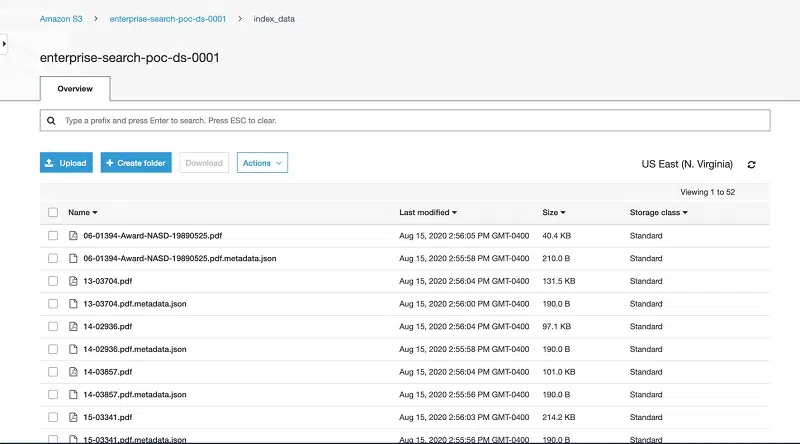 Amazon S3 > enterprise-search-poc-ds-0001 > index_data
enterprise-search-poc-ds-0001
Overview
Type a prefix and press Enter to search. Press ESC to clear.
Upload + Create folder Download Actions US East (N. Virginia)
Viewing 1 to 52
Name Last modified Size Storage class
06-01394-Award-NASD-19890525.pdf Aug 15, 2020 2:56:05 PM GMT-0400 40.4 KB Standard
06-01394-Award-NASD-19890525.pdf.metadata.json Aug 15, 2020 2:55:58 PM GMT-0400 210.0 B Standard
13-03704.pdf Aug 15, 2020 2:56:04 PM GMT-0400 131.5 KB Standard
13-03704.pdf.metadata.json Aug 15, 2020 2:56:00 PM GMT-0400 190.0 B Standard
14-02936.pdf Aug 15, 2020 2:56:04 PM GMT-0400 97.1 KB Standard
14-02936.pdf.metadata.json Aug 15, 2020 2:55:58 PM GMT-0400 190.0 B Standard
14-03857.pdf Aug 15, 2020 2:56:04 PM GMT-0400 101.0 KB Standard
14-03857.pdf.metadata.json Aug 15, 2020 2:55:56 PM GMT-0400 190.0 B Standard
15-03341.pdf Aug 15, 2020 2:56:03 PM GMT-0400 214.2 KB Standard
15-03341.pdf.metadata.json Aug 15, 2020 2:55:56 PM GMT-0400 190.0 B Standard